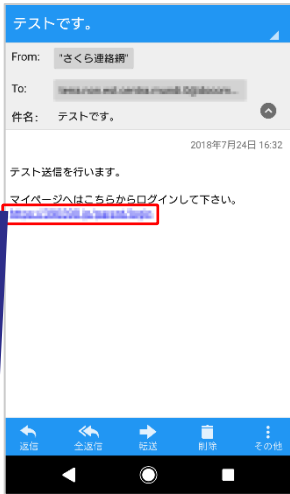 テストです。
From: "さくら連絡網"
To:
件名: テストです。
2018年7月24日 16:32
テスト送信を行います。
マイページへはこちらからログインして下さい。
返信 全返信 転送 削除 その他